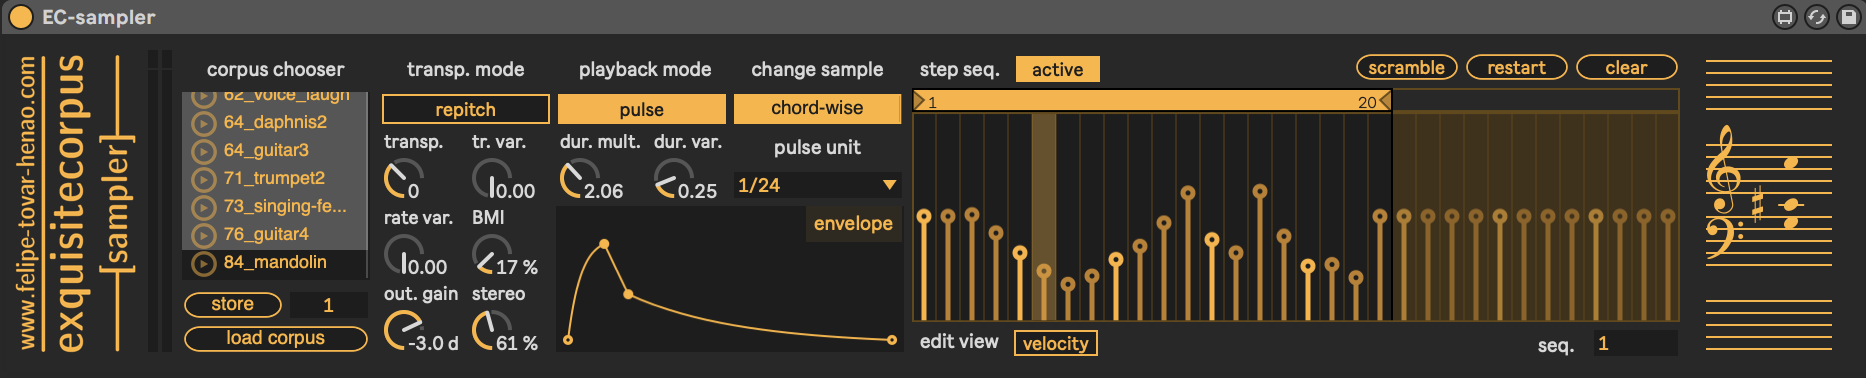 EC-sampler
www.felipe-tovar-henao.com
exquisitecorpus
[sampler]
corpus chooser
62_voice_laugh
64_daphnis2
64_guitar3
71_trumpet2
73_singing-fe...
76_guitar4
84_mandolin
store
1
load corpus
transp. mode
repitch
transp.
0
tr. var.
0.00
rate var.
0.00
BMI
17 %
out. gain
-3.0 d
stereo
61 %
playback mode
pulse
dur. mult.
2.06
dur. var.
0.25
change sample
chord-wise
pulse unit
1/24
envelope
step seq.
active
scramble
restart
clear
1
20
edit view
velocity
seq.
1